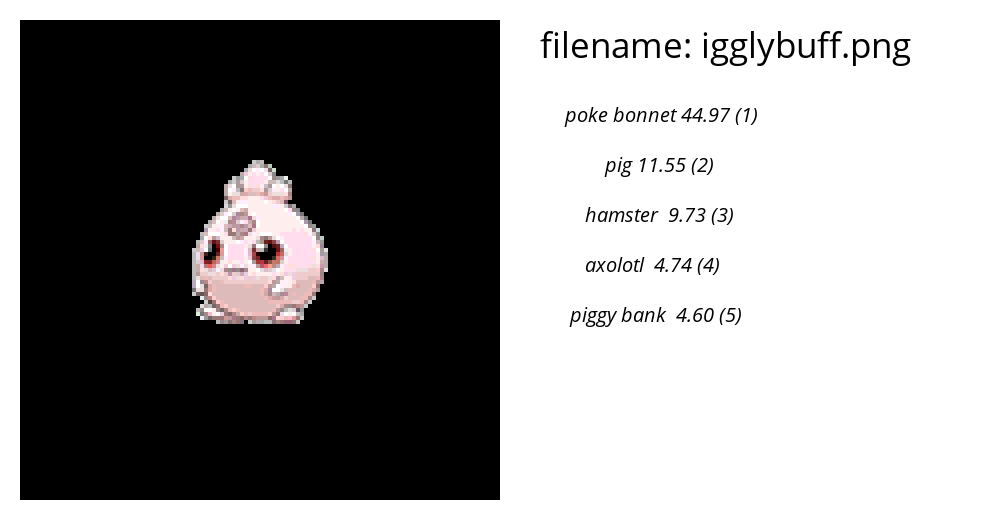 filename: igglybuff.png
poke bonnet 44.97 (1)
pig 11.55 (2)
hamster 9.73 (3)
axolotl 4.74 (4)
piggy bank 4.60 (5)